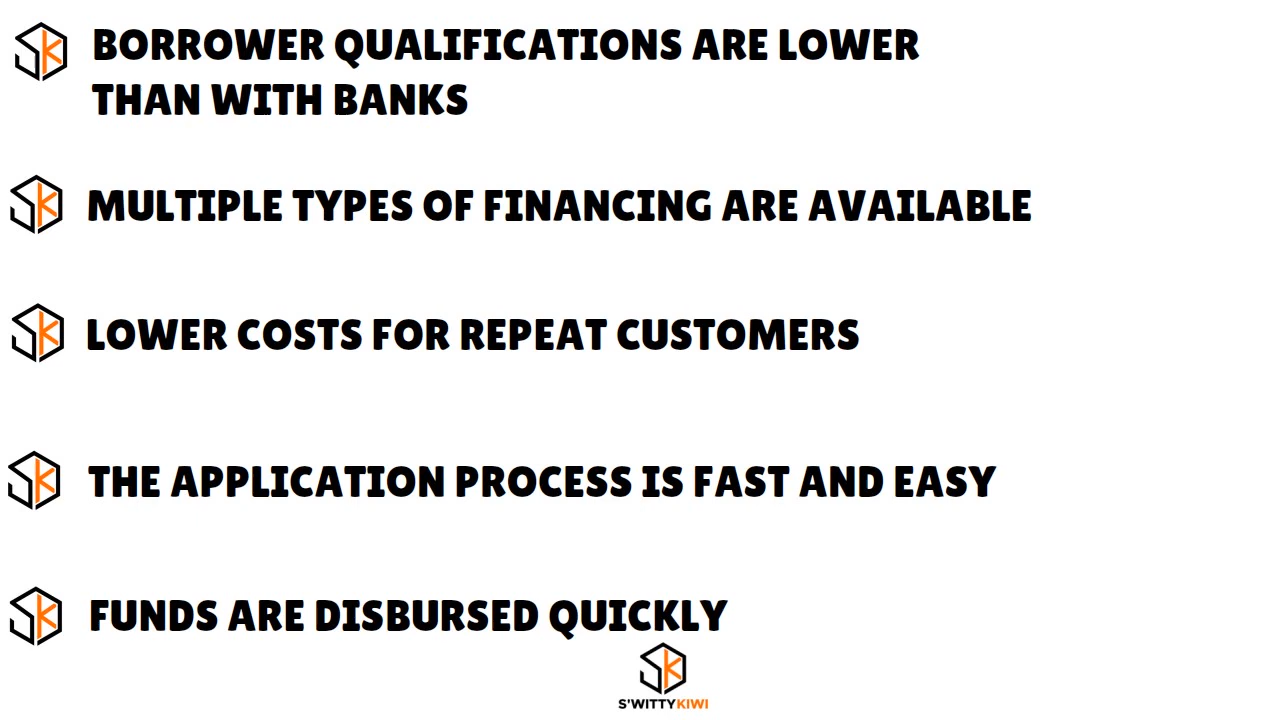 BORROWER QUALIFICATIONS ARE LOWER
THAN WITH BANKS
MULTIPLE TYPES OF FINANCING ARE AVAILABLE
LOWER COSTS FOR REPEAT CUSTOMERS
THE APPLICATION PROCESS IS FAST AND EASY
FUNDS ARE DISBURSED QUICKLY
S'WITTYKIWI